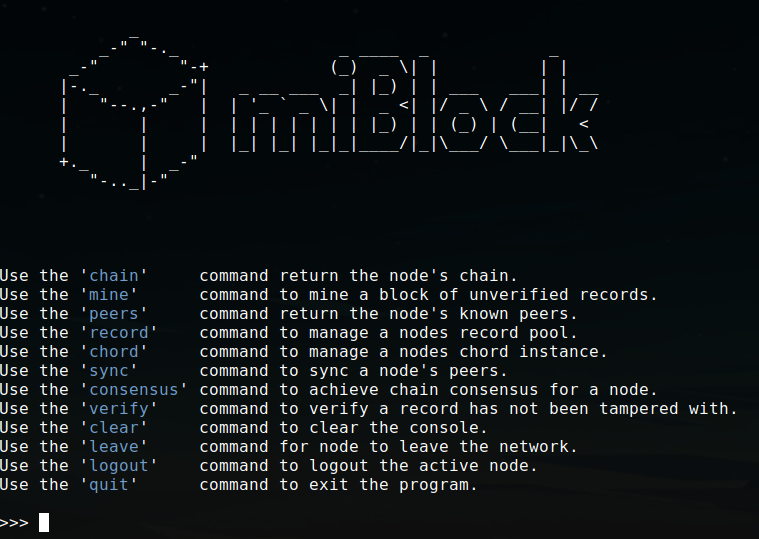 miBlock
Use the 'chain' command return the node's chain.
Use the 'mine' command to mine a block of unverified records.
Use the 'peers' command return the node's known peers.
Use the 'record' command to manage a nodes record pool.
Use the 'chord' command to manage a nodes chord instance.
Use the 'sync' command to sync a node's peers.
Use the 'consensus' command to achieve chain consensus for a node.
Use the 'verify' command to verify a record has not been tampered with.
Use the 'clear' command to clear the console.
Use the 'leave' command for node to leave the network.
Use the 'logout' command to logout the active node.
Use the 'quit' command to exit the program.
>>>